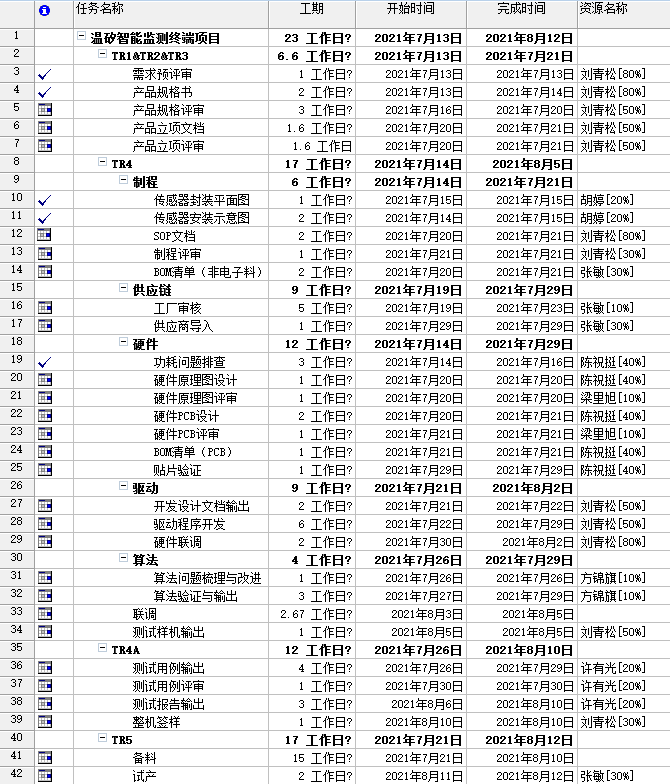 任务名称 工期 开始时间 完成时间 资源名称
1 温矽智能监测终端项目 23 工作日? 2021年7月13日 2021年8月12日
2 TR1&TR2&TR3 6.6 工作日? 2021年7月13日 2021年7月21日
3 需求预评审 1 工作日? 2021年7月13日 2021年7月13日 刘青松[80%]
4 产品规格书 2 工作日? 2021年7月13日 2021年7月14日 刘青松[80%]
5 产品规格评审 3 工作日? 2021年7月16日 2021年7月20日 刘青松[50%]
6 产品立项文档 1.6 工作日? 2021年7月20日 2021年7月21日 刘青松[50%]
7 产品立项评审 1.6 工作日 2021年7月20日 2021年7月21日 刘青松[50%]
8 TR4 17 工作日? 2021年7月14日 2021年8月5日
9 制程 6 工作日? 2021年7月14日 2021年7月21日
10 传感器封装平面图 1 工作日? 2021年7月15日 2021年7月15日 胡婷[20%]
11 传感器安装示意图 2 工作日? 2021年7月14日 2021年7月15日 胡婷[20%]
12 SOP文档 2 工作日? 2021年7月20日 2021年7月21日 刘青松[80%]
13 制程评审 1 工作日? 2021年7月21日 2021年7月21日 刘青松[30%]
14 BOM清单（非电子料） 2 工作日? 2021年7月20日 2021年7月21日 张敏[30%]
15 供应链 9 工作日? 2021年7月19日 2021年7月29日
16 工厂审核 5 工作日? 2021年7月19日 2021年7月23日 张敏[10%]
17 供应商导入 1 工作日? 2021年7月29日 2021年7月29日 张敏[30%]
18 硬件 12 工作日? 2021年7月14日 2021年7月29日
19 功耗问题排查 3 工作日? 2021年7月14日 2021年7月16日 陈祝挺[40%]
20 硬件原理图设计 1 工作日? 2021年7月20日 2021年7月20日 陈祝挺[40%]
21 硬件原理图评审 1 工作日? 2021年7月20日 2021年7月20日 梁里旭[10%]
22 硬件PCB设计 2 工作日? 2021年7月20日 2021年7月21日 陈祝挺[40%]
23 硬件PCB评审 1 工作日? 2021年7月21日 2021年7月21日 梁里旭[10%]
24 BOM清单（PCB） 1 工作日? 2021年7月21日 2021年7月21日 陈祝挺[40%]
25 贴片验证 1 工作日? 2021年7月29日 2021年7月29日 陈祝挺[40%]
26 驱动 9 工作日? 2021年7月21日 2021年8月2日
27 开发设计文档输出 2 工作日? 2021年7月21日 2021年7月22日 刘青松[50%]
28 驱动程序开发 6 工作日? 2021年7月22日 2021年7月29日 刘青松[50%]
29 硬件联调 2 工作日? 2021年7月30日 2021年8月2日 刘青松[80%]
30 算法 4 工作日? 2021年7月26日 2021年7月29日
31 算法问题梳理与改进 1 工作日? 2021年7月26日 2021年7月26日 方锦旗[10%]
32 算法验证与输出 3 工作日? 2021年7月27日 2021年7月29日 方锦旗[10%]
33 联调 2.67 工作日? 2021年8月3日 2021年8月5日
34 测试样机输出 1 工作日? 2021年8月5日 2021年8月5日 刘青松[50%]
35 TR4A 12 工作日? 2021年7月26日 2021年8月10日
36 测试用例输出 4 工作日? 2021年7月26日 2021年7月29日 许有光[20%]
37 测试用例评审 1 工作日? 2021年7月30日 2021年7月30日 许有光[20%]
38 测试报告输出 3 工作日? 2021年8月6日 2021年8月10日 许有光[20%]
39 整机签样 1 工作日? 2021年8月10日 2021年8月10日 刘青松[30%]
40 TR5 17 工作日? 2021年7月21日 2021年8月12日
41 备料 15 工作日? 2021年7月21日 2021年8月10日
42 试产 2 工作日? 2021年8月11日 2021年8月12日 张敏[30%]